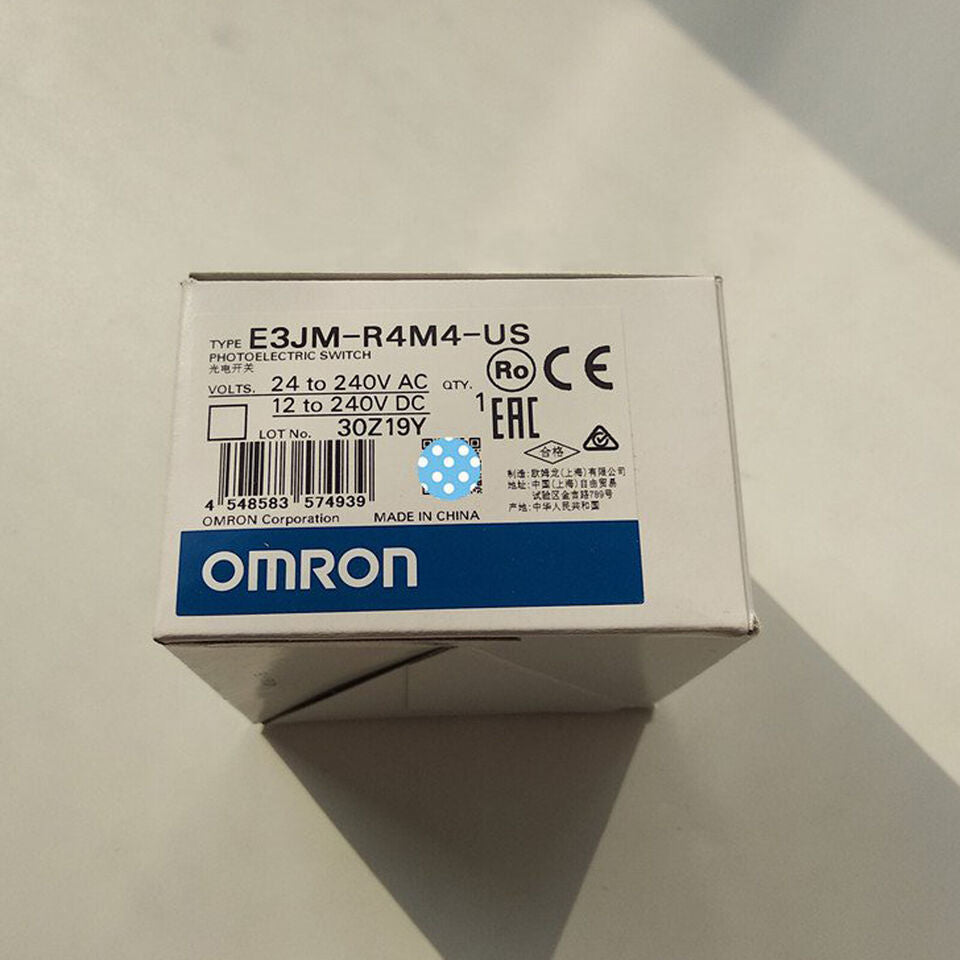 TYPE E3JM-R4M4-US
PHOTOELECTRIC SWITCH
光电开关
VOLTS. 24 to 240V AC QTY. 1
12 to 240V DC
LOT No. 30Z19Y
Ro CE
EAC
合格
4 548583 574939
OMRON Corporation MADE IN CHINA
制造: 欧姆龙(上海)有限公司
地址: 中国(上海)自由贸易
试验区金吉路789号
产地: 中华人民共和国
OMRON